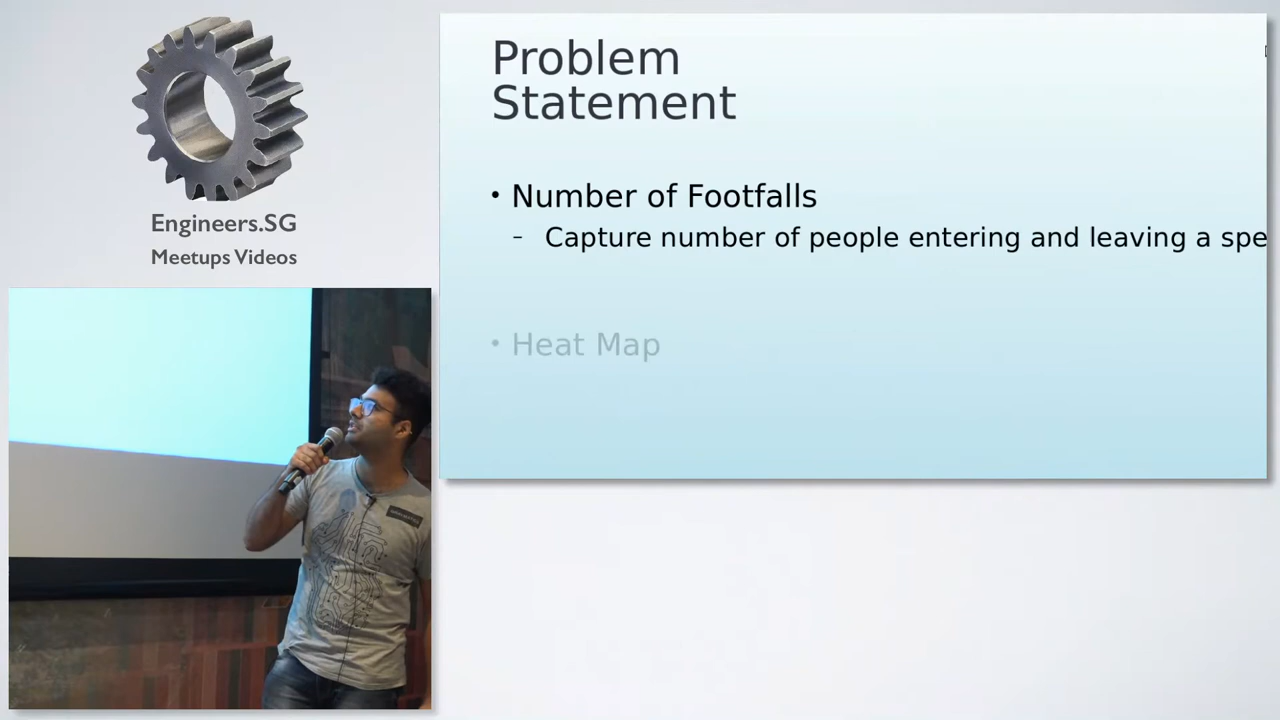 Engineers.SG
Meetups Videos
Problem
Statement
• Number of Footfalls
– Capture number of people entering and leaving a spe
• Heat Map